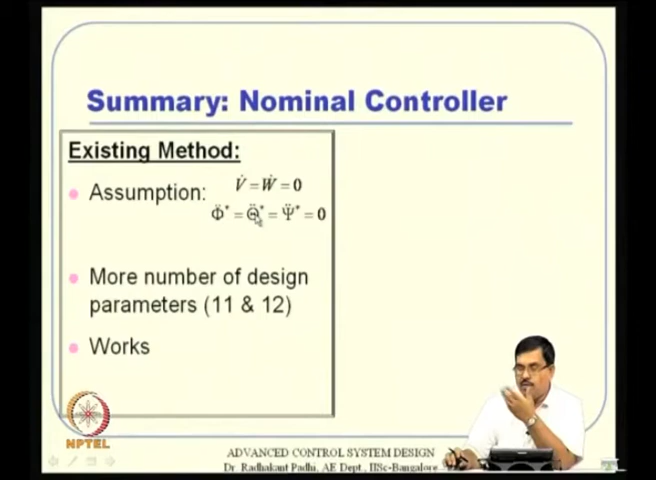 Summary: Nominal Controller
Existing Method:
Assumption: V̇ = Ẇ = 0
Φ̈* = Θ̈* = Ψ̈* = 0
More number of design
parameters (11 & 12)
Works
NPTEL
ADVANCED CONTROL SYSTEM DESIGN
Dr. Radhakant Padhi, AE Dept., IISc-Bangalore